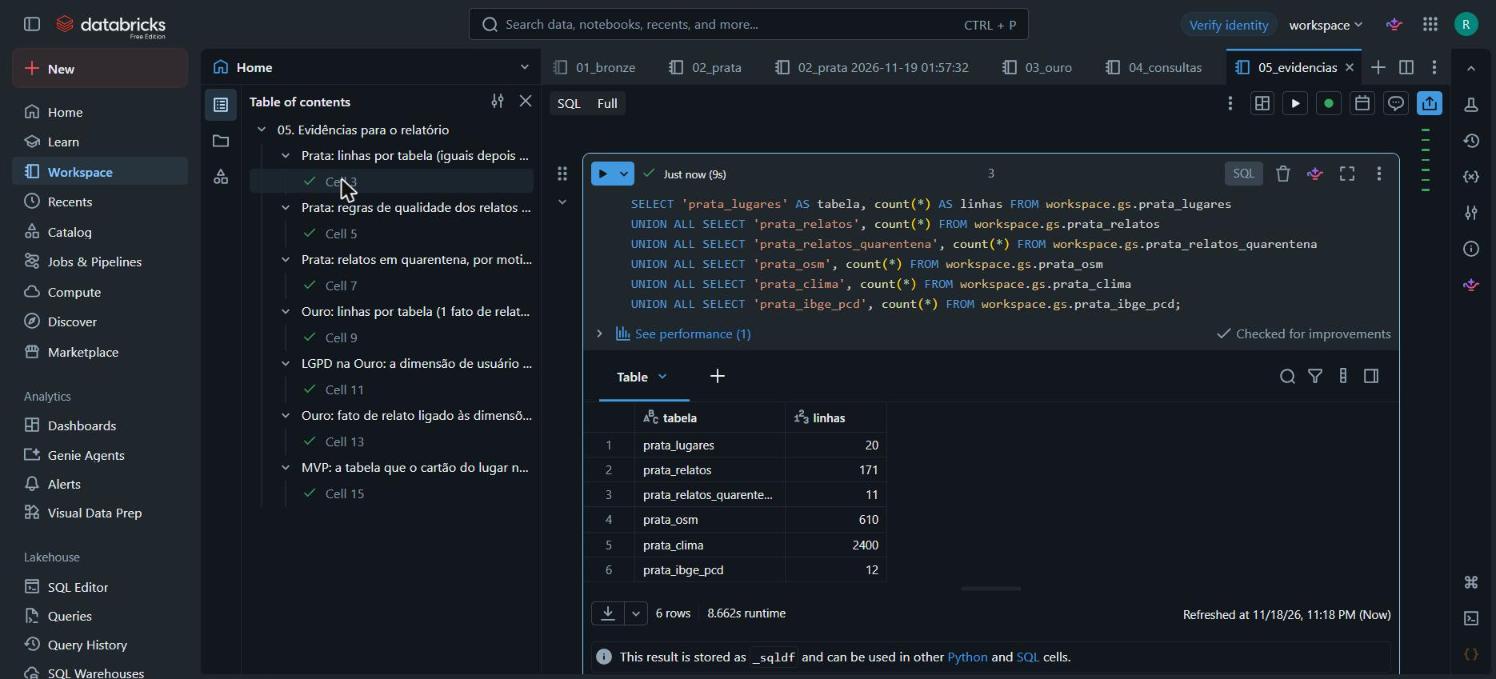 databricks
Free Edition
Search data, notebooks, recents, and more...
CTRL + P
Verify identity
workspace
R
New
Home
Learn
Workspace
Recents
Catalog
Jobs & Pipelines
Compute
Discover
Marketplace
Analytics
Dashboards
Genie Agents
Alerts
Visual Data Prep
Lakehouse
SQL Editor
Queries
Query History
SQL Warehouses
Home
Table of contents
05. Evidências para o relatório
Prata: linhas por tabela (iguais depois ...
Cell 3
Prata: regras de qualidade dos relatos ...
Cell 5
Prata: relatos em quarentena, por moti...
Cell 7
Ouro: linhas por tabela (1 fato de relat...
Cell 9
LGPD na Ouro: a dimensão de usuário ...
Cell 11
Ouro: fato de relato ligado às dimensõ...
Cell 13
MVP: a tabela que o cartão do lugar n...
Cell 15
01_bronze
02_prata
02_prata 2026-11-19 01:57:32
03_ouro
04_consultas
05_evidencias
SQL Full
Just now (9s)
3
SQL
SELECT 'prata_lugares' AS tabela, count(*) AS linhas FROM workspace.gs.prata_lugares
UNION ALL SELECT 'prata_relatos', count(*) FROM workspace.gs.prata_relatos
UNION ALL SELECT 'prata_relatos_quarentena', count(*) FROM workspace.gs.prata_relatos_quarentena
UNION ALL SELECT 'prata_osm', count(*) FROM workspace.gs.prata_osm
UNION ALL SELECT 'prata_clima', count(*) FROM workspace.gs.prata_clima
UNION ALL SELECT 'prata_ibge_pcd', count(*) FROM workspace.gs.prata_ibge_pcd;
See performance (1)
Checked for improvements
Table
ABC tabela 123 linhas
1 prata_lugares 20
2 prata_relatos 171
3 prata_relatos_quarente... 11
4 prata_osm 610
5 prata_clima 2400
6 prata_ibge_pcd 12
6 rows 8.662s runtime
Refreshed at 11/18/26, 11:18 PM (Now)
This result is stored as _sqldf and can be used in other Python and SQL cells.